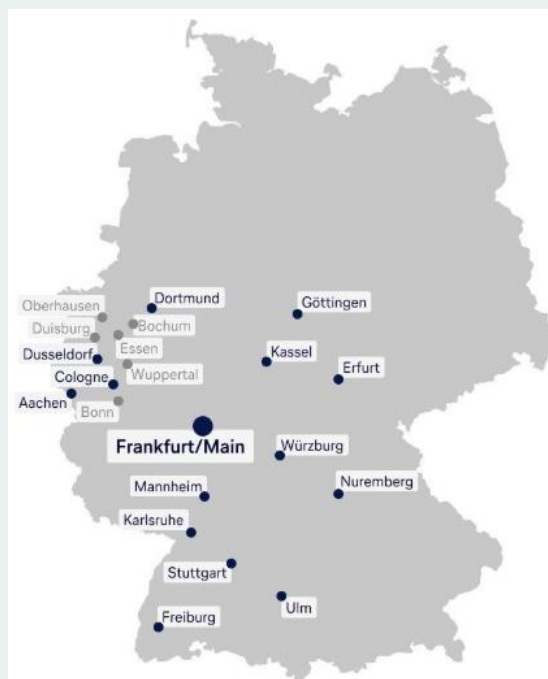 Dortmund
Göttingen
Oberhausen
Bochum
Duisburg
Essen
Dusseldorf
Kassel
Wuppertal
Erfurt
Cologne
Aachen
Bonn
Frankfurt/Main
Würzburg
Mannheim
Nuremberg
Karlsruhe
Stuttgart
Ulm
Freiburg